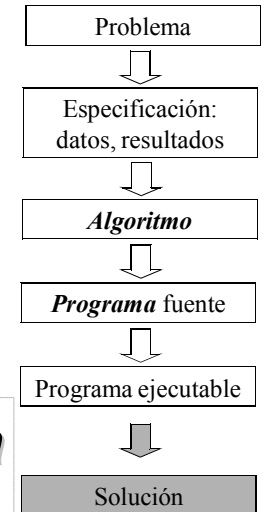 Problema
Especificación:
datos, resultados
Algoritmo
Programa fuente
Programa ejecutable
Solución